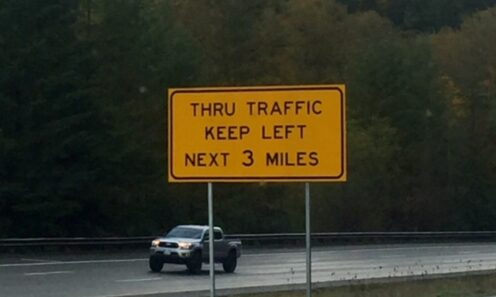 THRU TRAFFIC
KEEP LEFT
NEXT 3 MILES